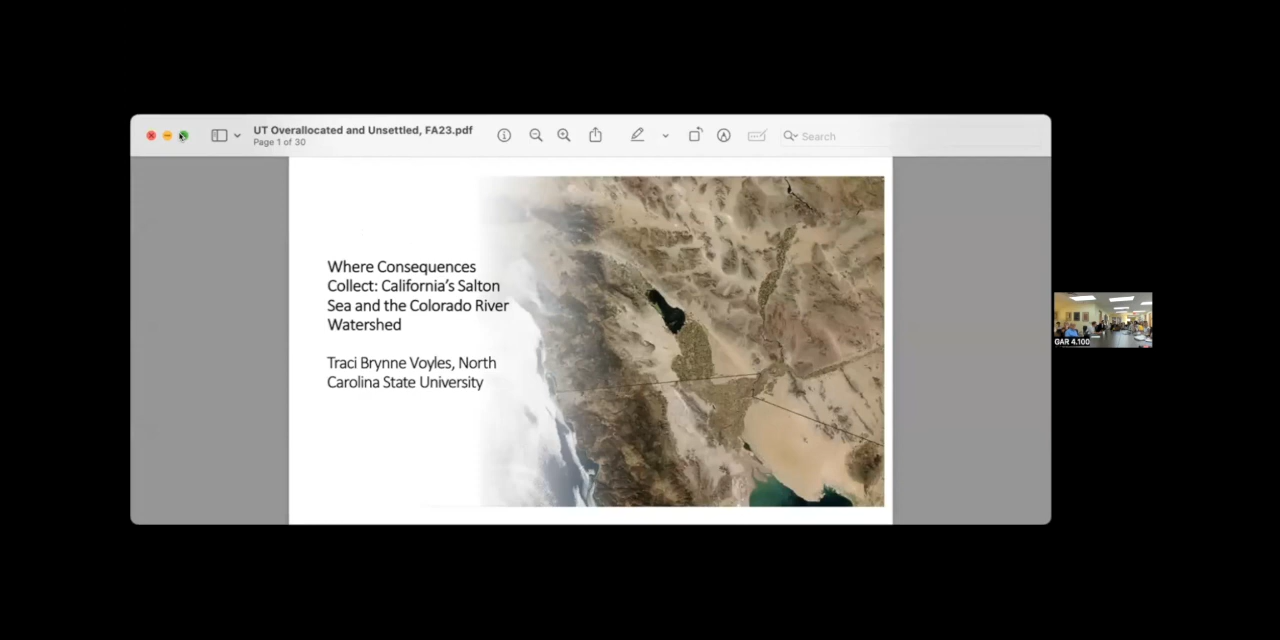 UT Overallocated and Unsettled, FA23.pdf
Page 1 of 30
Search
Where Consequences
Collect: California's Salton
Sea and the Colorado River
Watershed
Traci Brynne Voyles, North
Carolina State University
GAR 4.100